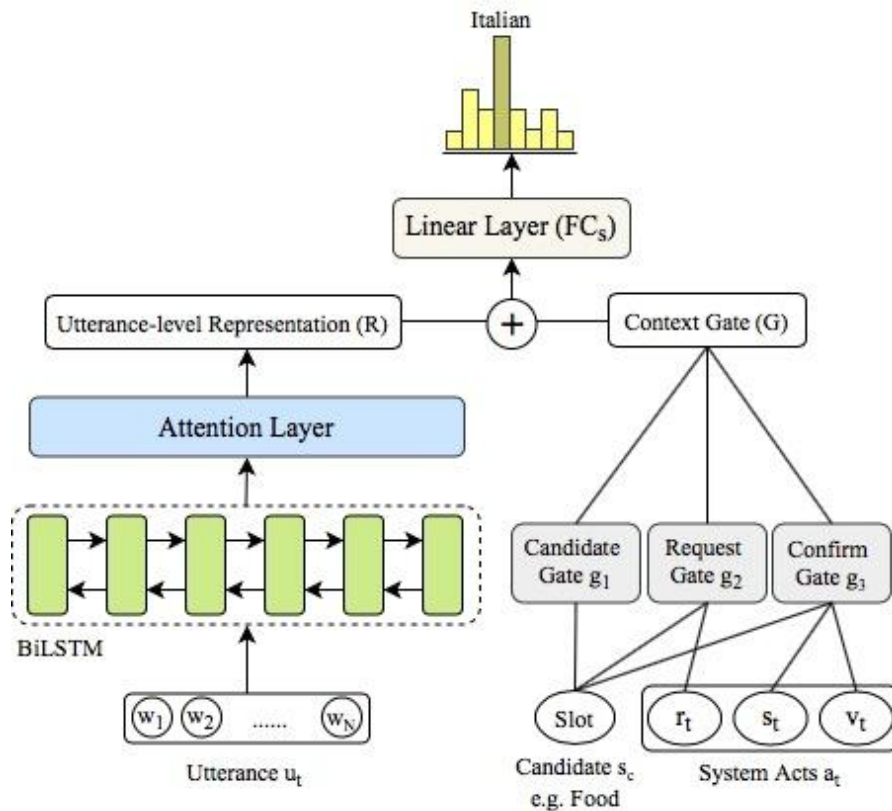 Italian
Linear Layer (FCs)
Utterance-level Representation (R)
+
Context Gate (G)
Attention Layer
Candidate
Gate g1
Request
Gate g2
Confirm
Gate g3
BiLSTM
w1 w2 ...... wN
Slot
rt
st
vt
Utterance ut
Candidate sc
e.g. Food
System Acts at